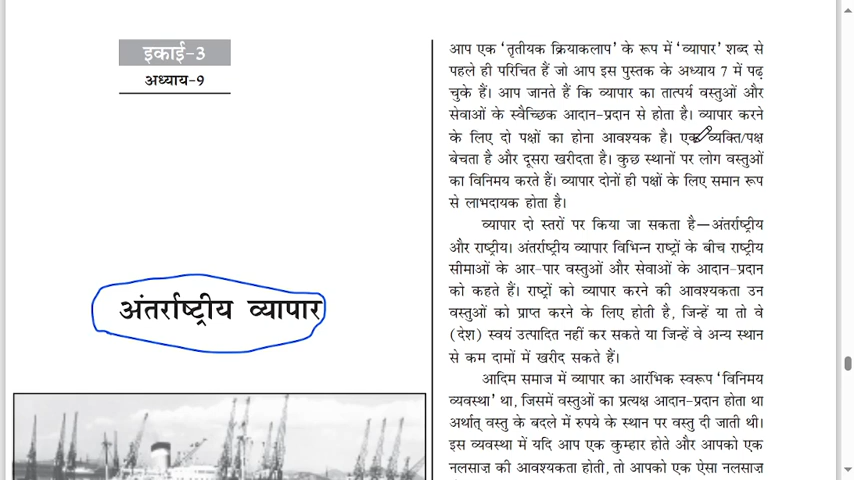 इकाई-3
अध्याय-9
अंतर्राष्ट्रीय व्यापार
आप एक ‘तृतीयक क्रियाकलाप’ के रूप में ‘व्यापार’ शब्द से
पहले ही परिचित हैं जो आप इस पुस्तक के अध्याय 7 में पढ़
चुके हैं। आप जानते हैं कि व्यापार का तात्पर्य वस्तुओं और
सेवाओं के स्वैच्छिक आदान-प्रदान से होता है। व्यापार करने
के लिए दो पक्षों का होना आवश्यक है। एक व्यक्ति/पक्ष
बेचता है और दूसरा खरीदता है। कुछ स्थानों पर लोग वस्तुओं
का विनिमय करते हैं। व्यापार दोनों ही पक्षों के लिए समान रूप
से लाभदायक होता है।
व्यापार दो स्तरों पर किया जा सकता है—अंतर्राष्ट्रीय
और राष्ट्रीय। अंतर्राष्ट्रीय व्यापार विभिन्न राष्ट्रों के बीच राष्ट्रीय
सीमाओं के आर-पार वस्तुओं और सेवाओं के आदान-प्रदान
को कहते हैं। राष्ट्रों को व्यापार करने की आवश्यकता उन
वस्तुओं को प्राप्त करने के लिए होती है, जिन्हें या तो वे
(देश) स्वयं उत्पादित नहीं कर सकते या जिन्हें वे अन्य स्थान
से कम दामों में खरीद सकते हैं।
आदिम समाज में व्यापार का आरंभिक स्वरूप ‘विनिमय
व्यवस्था’ था, जिसमें वस्तुओं का प्रत्यक्ष आदान-प्रदान होता था
अर्थात् वस्तु के बदले में रुपये के स्थान पर वस्तु दी जाती थी।
इस व्यवस्था में यदि आप एक कुम्हार होते और आपको एक
नलसाज़ की आवश्यकता होती, तो आपको एक ऐसा नलसाज़